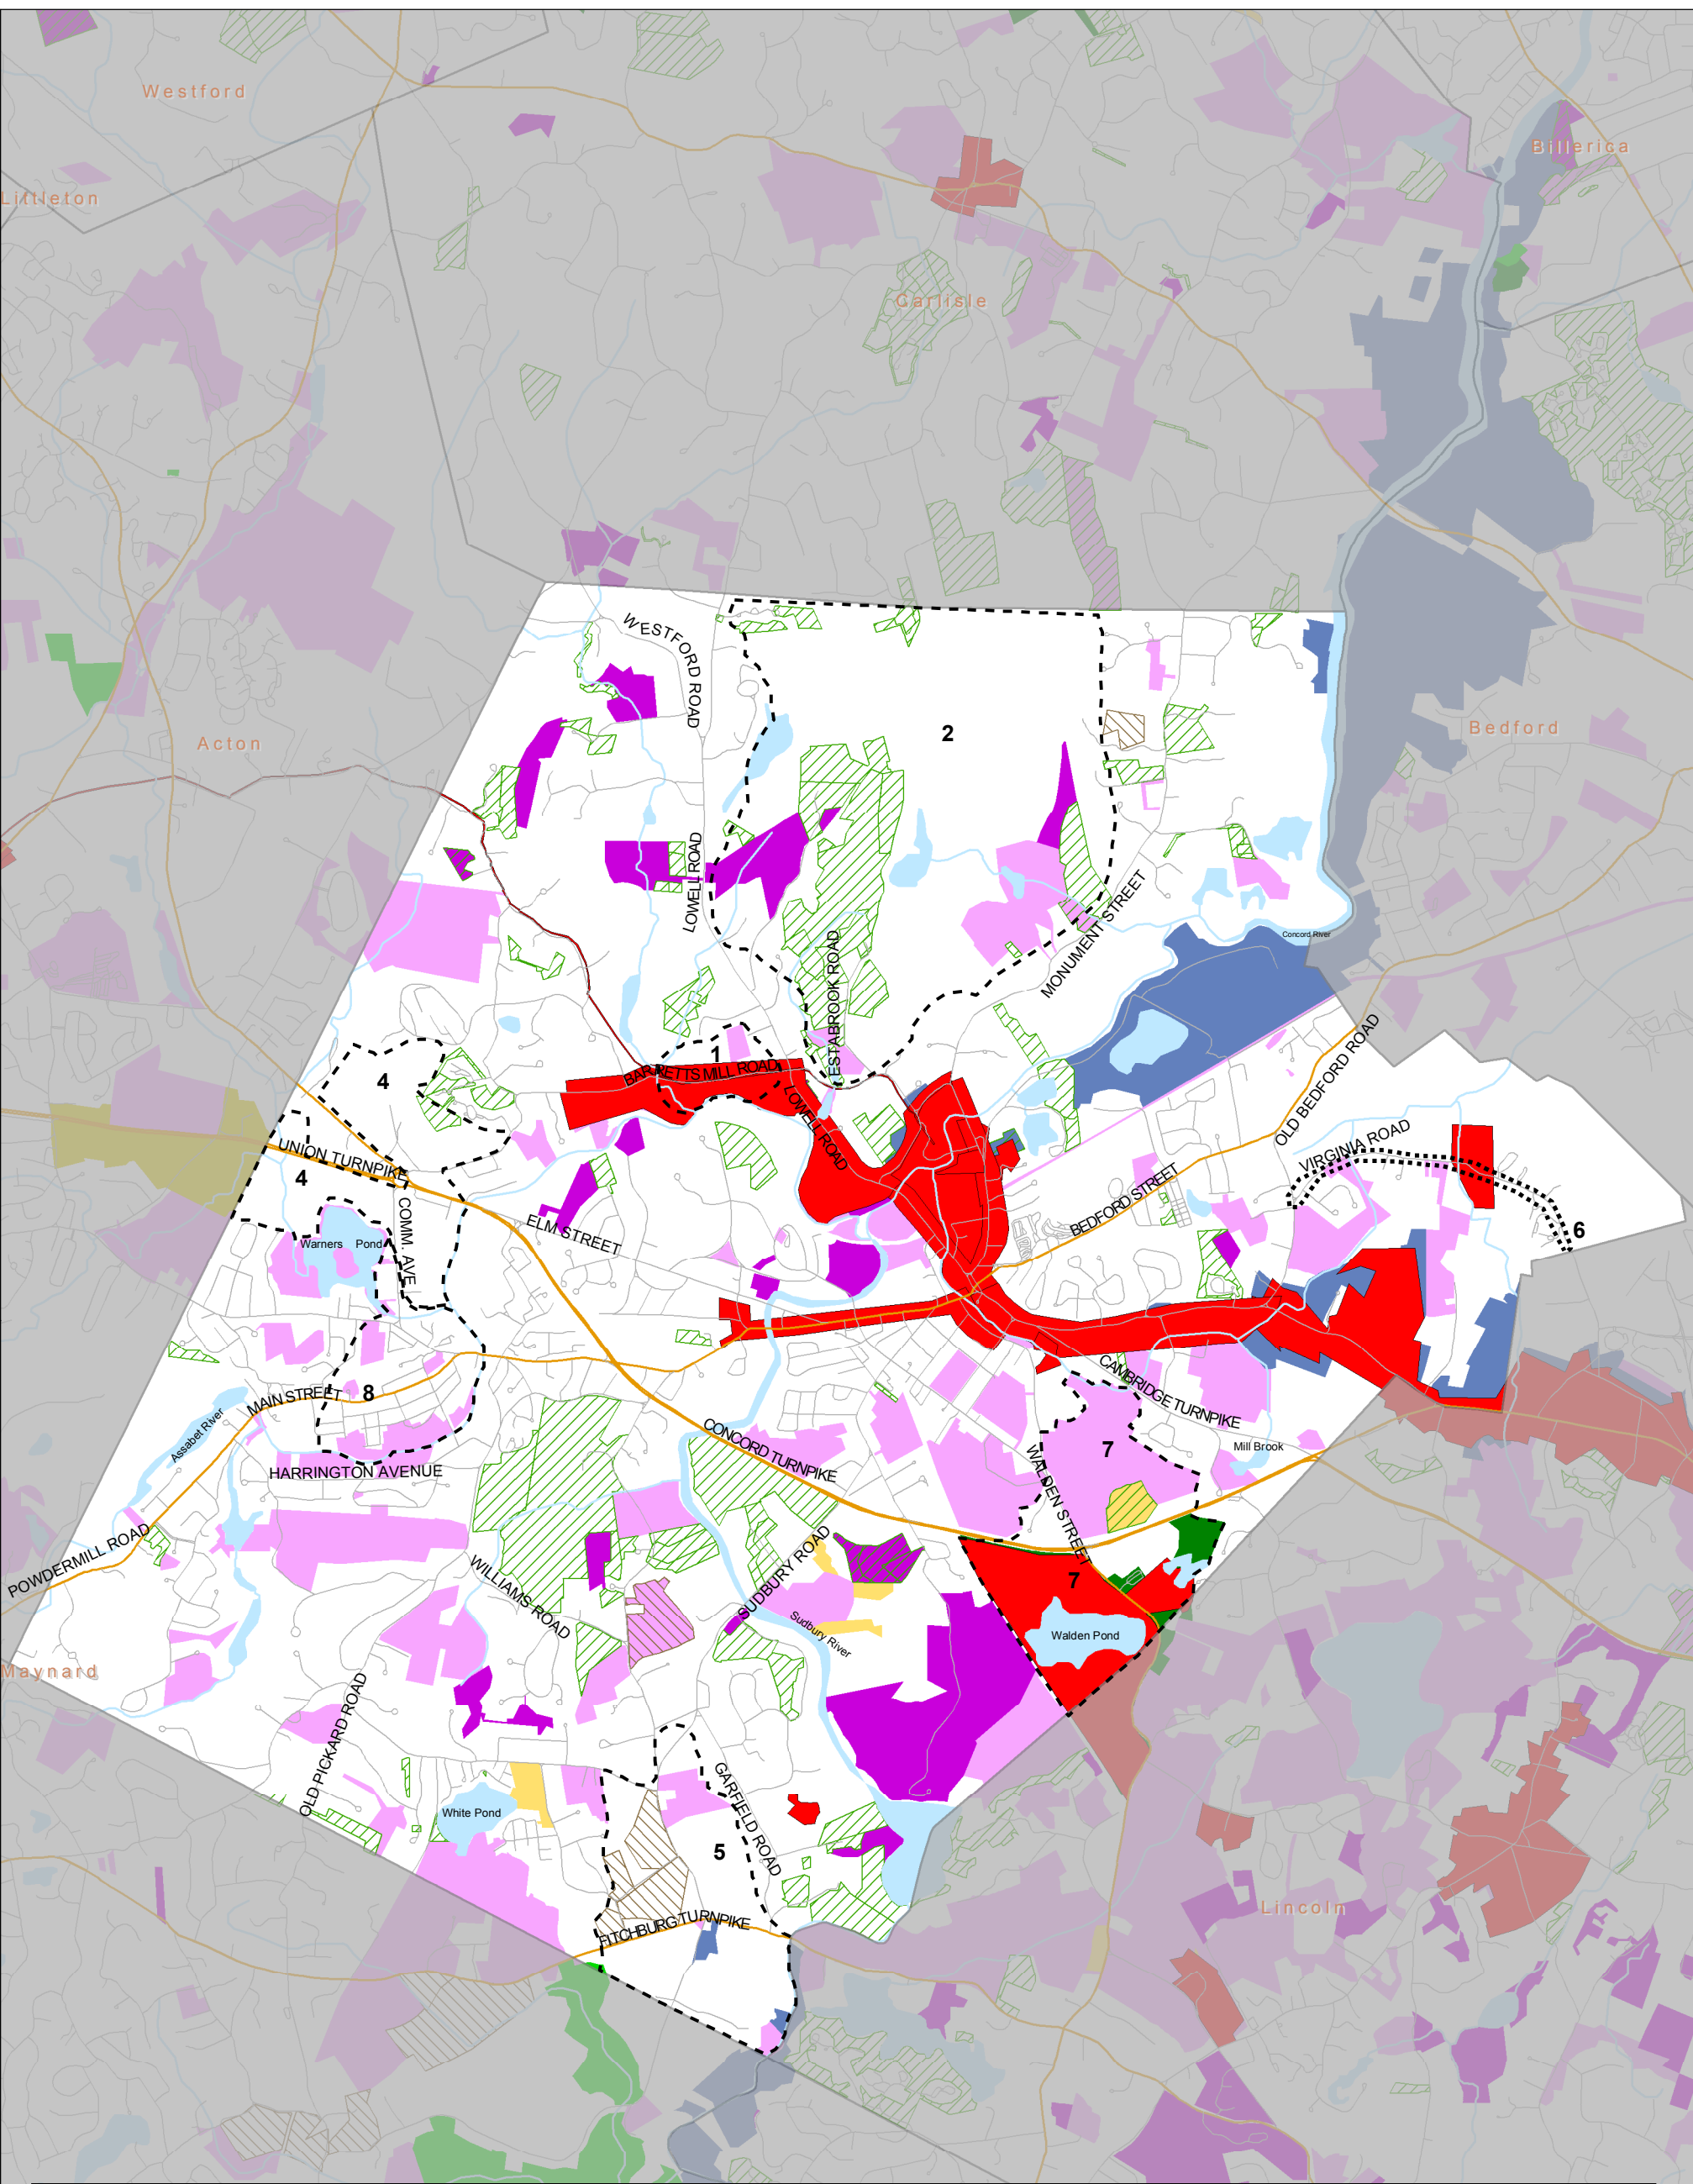 Westford
Billerica
Littleton
Carlisle
WESTFORD ROAD
Acton
2
Bedford
LOWELL ROAD
MONUMENT STREET
ESTABROOK ROAD
Concord River
OLD BEDFORD ROAD
1
BARRETTS MILL ROAD
4
LOWELL ROAD
VIRGINIA ROAD
UNION TURNPIKE
4
COMM. AVE
BEDFORD STREET
ELM STREET
6
Warners Pond
CAMBRIDGE TURNPIKE
MAIN STREET
8
Assabet River
CONCORD TURNPIKE
7
Mill Brook
HARRINGTON AVENUE
WALDEN STREET
POWDERMILL ROAD
WILLIAMS ROAD
SUDBURY ROAD
7
Sudbury River
Walden Pond
Maynard
OLD PICKARD ROAD
GARFIELD ROAD
White Pond
5
Lincoln
FITCHBURG TURNPIKE